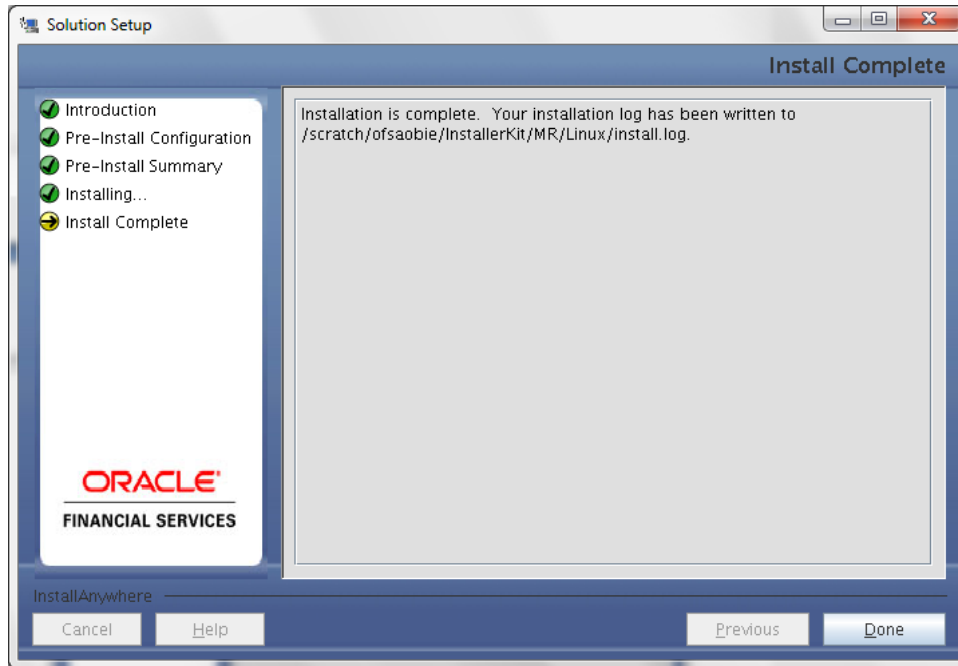 Solution Setup
Install Complete
Introduction
Pre-Install Configuration
Pre-Install Summary
Installing...
Install Complete
Installation is complete.  Your installation log has been written to
/scratch/ofsaobie/InstallerKit/MR/Linux/install.log.
ORACLE
FINANCIAL SERVICES
InstallAnywhere
Cancel
Help
Previous
Done